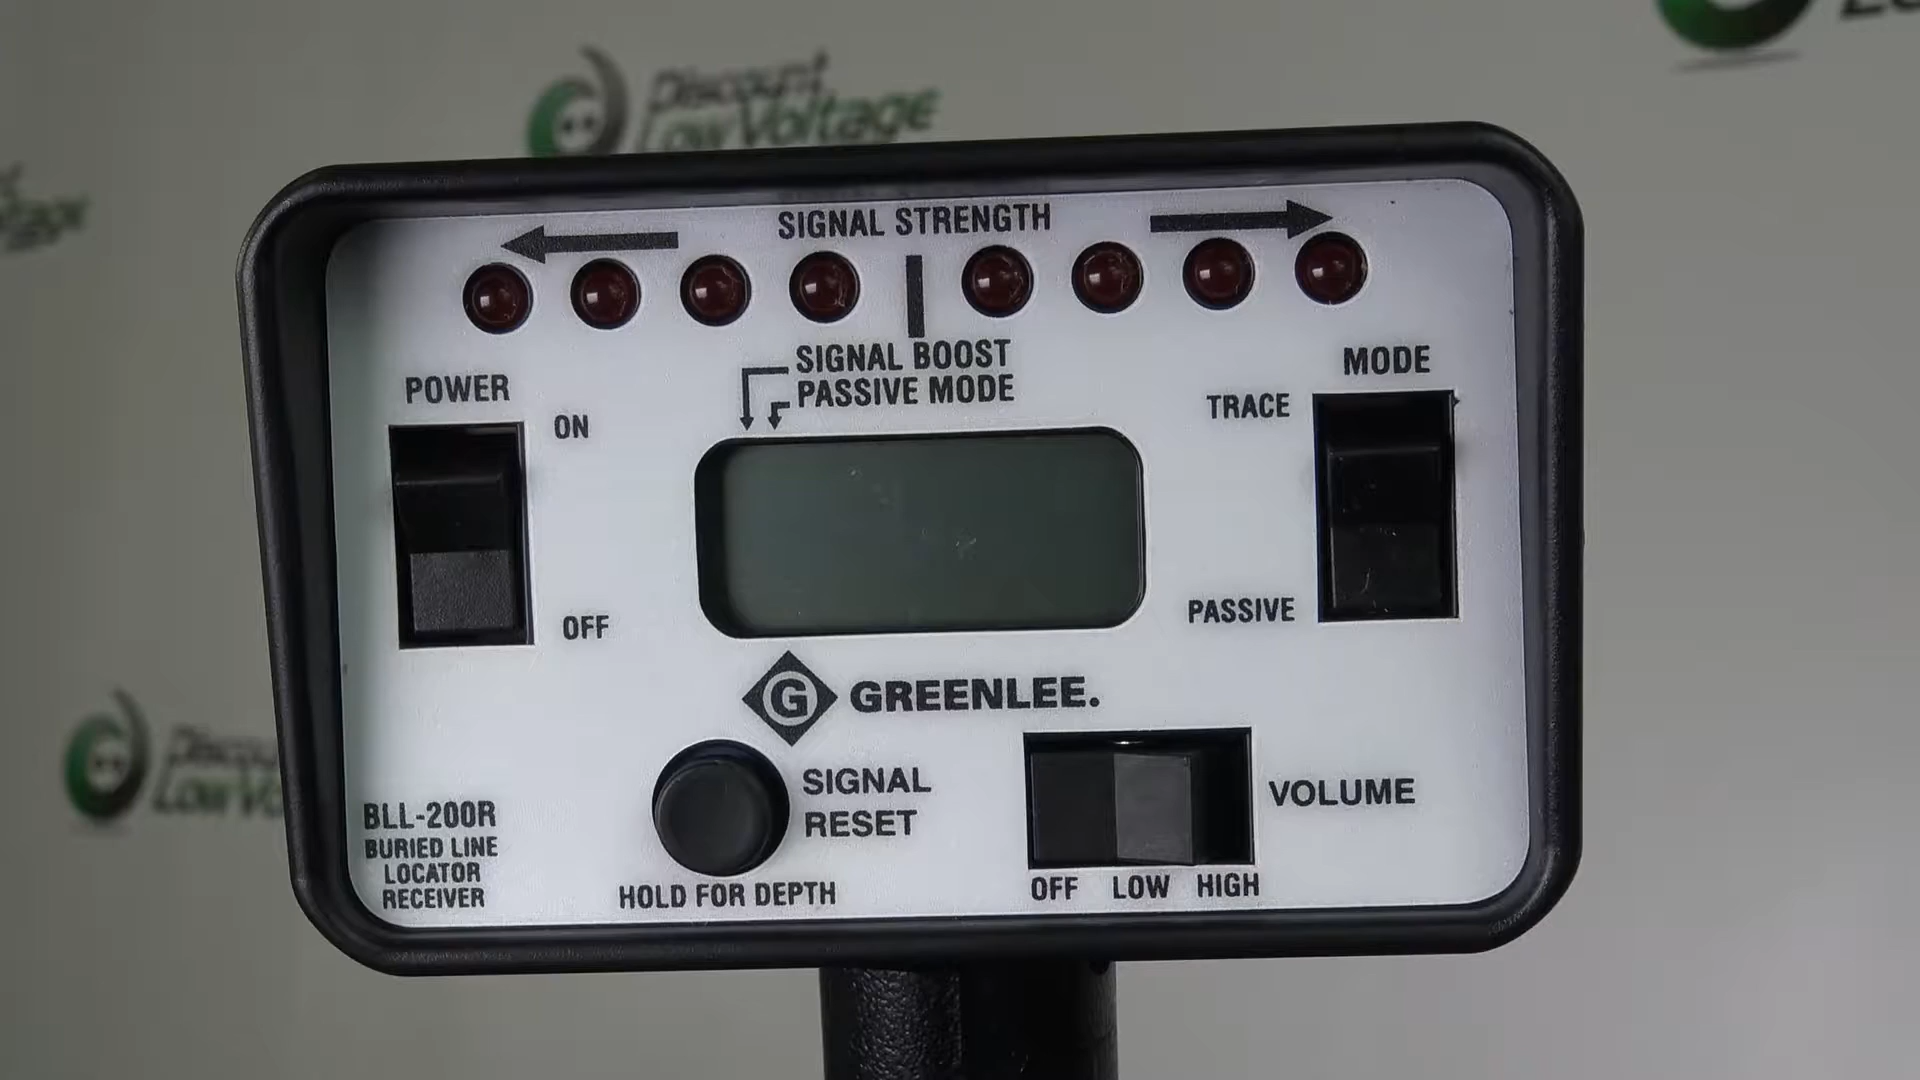 Discount
Low Voltage
SIGNAL STRENGTH
SIGNAL BOOST
PASSIVE MODE
POWER
ON
OFF
MODE
TRACE
PASSIVE
G GREENLEE.
SIGNAL
RESET
HOLD FOR DEPTH
VOLUME
OFF LOW HIGH
BLL-200R
BURIED LINE
LOCATOR
RECEIVER